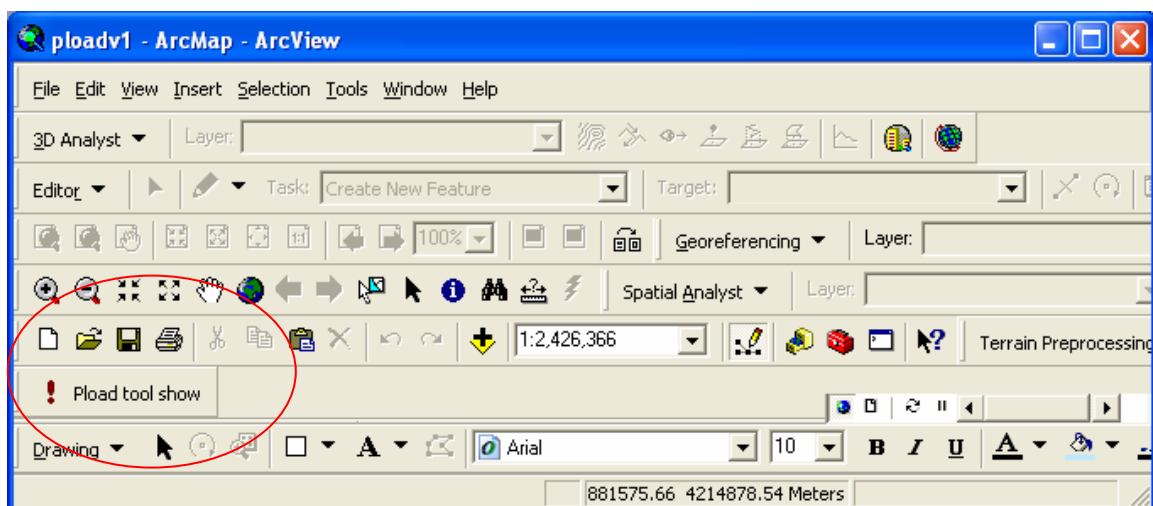 ploadv1 - ArcMap - ArcView
File Edit View Insert Selection Tools Window Help
3D Analyst Layer:
Editor Task: Create New Feature Target:
1:1 100% Georeferencing Layer:
Spatial Analyst Layer:
1:2,426,366 Terrain Preprocessing
Pload tool show
Drawing A Arial 10 B I U A
881575.66 4214878.54 Meters